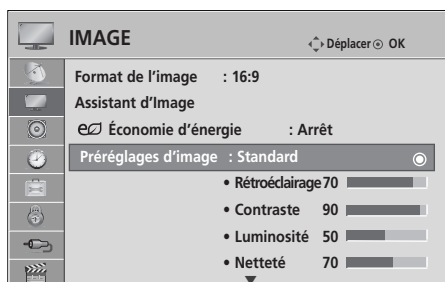 IMAGE
Déplacer OK
Format de l'image : 16:9
Assistant d'Image
eco Économie d'énergie : Arrêt
Préréglages d'image : Standard
• Rétroéclairage 70
• Contraste 90
• Luminosité 50
• Netteté 70